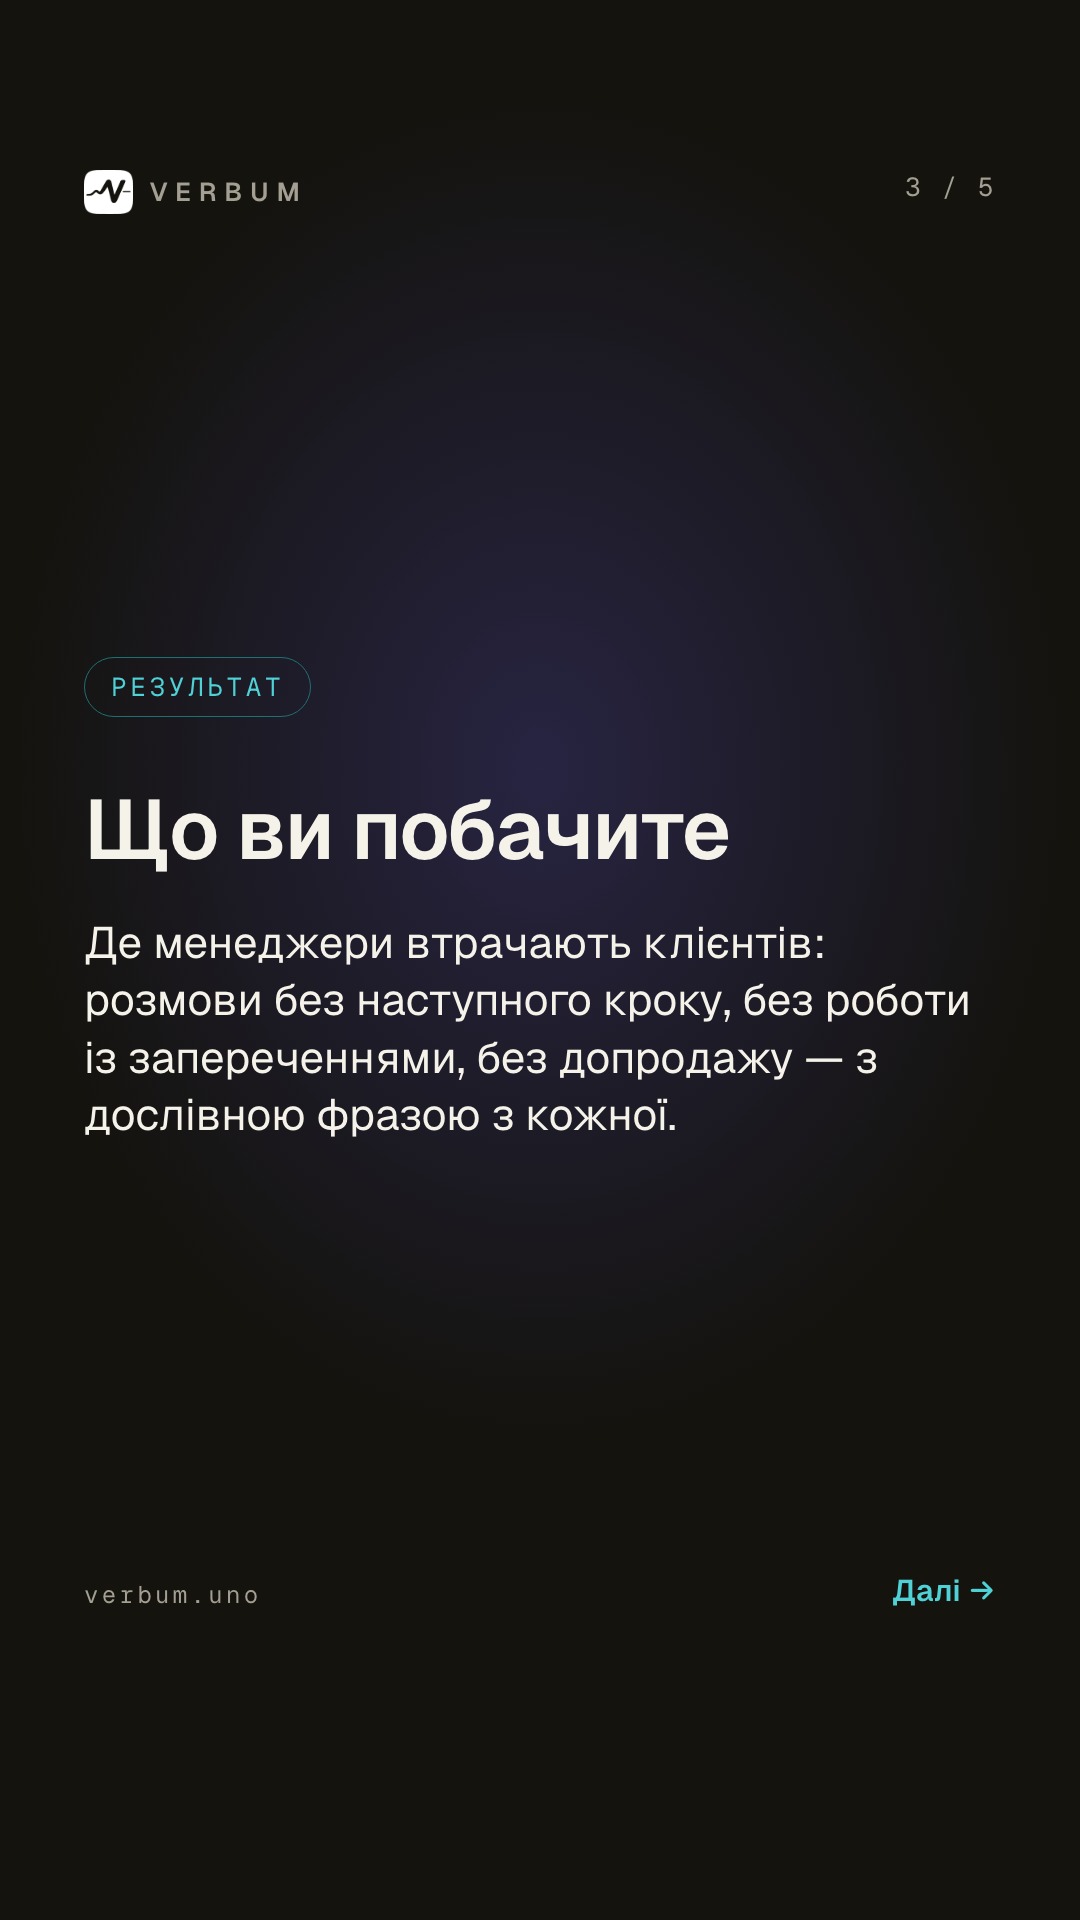 VERBUM
3 / 5
РЕЗУЛЬТАТ
Що ви побачите
Де менеджери втрачають клієнтів:
розмови без наступного кроку, без роботи
із запереченнями, без допродажу — з
дослівною фразою з кожної.
verbum.uno
Далі →